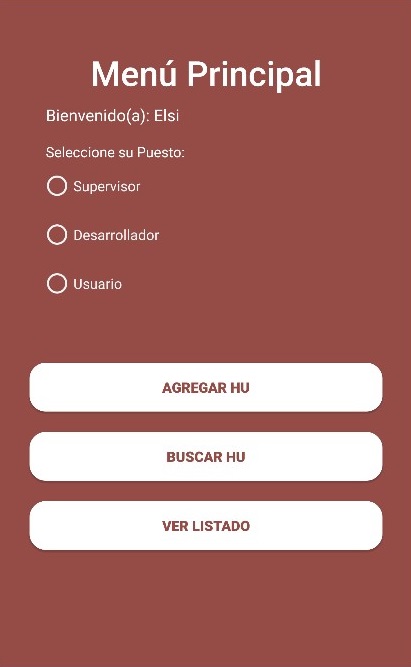 Menú Principal
Bienvenido(a): Elsi
Seleccione su Puesto:
Supervisor
Desarrollador
Usuario
AGREGAR HU
BUSCAR HU
VER LISTADO